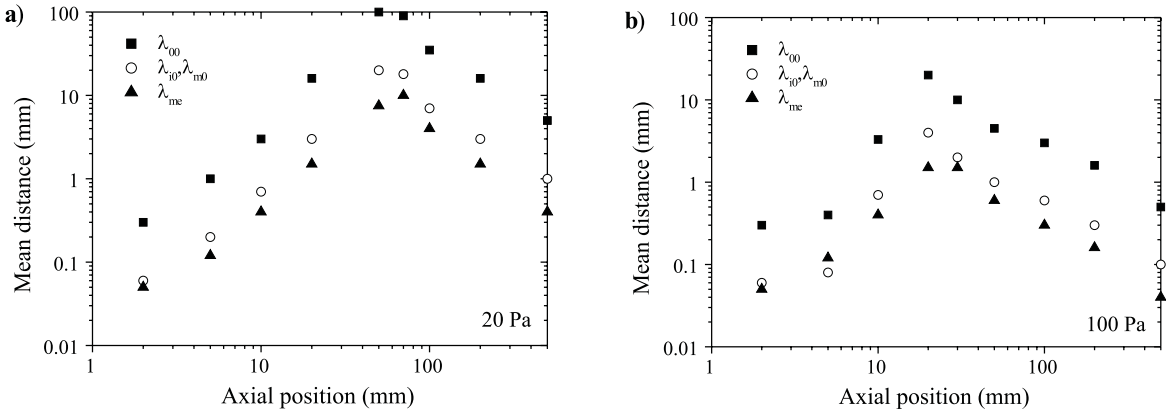 a)
100
10
1
0.1
0.01
Mean distance (mm)
λ00
λi0,λm0
λme
20 Pa
1 10 100
Axial position (mm)
b)
100
10
1
0.1
0.01
Mean distance (mm)
λ00
λi0,λm0
λme
100 Pa
1 10 100
Axial position (mm)